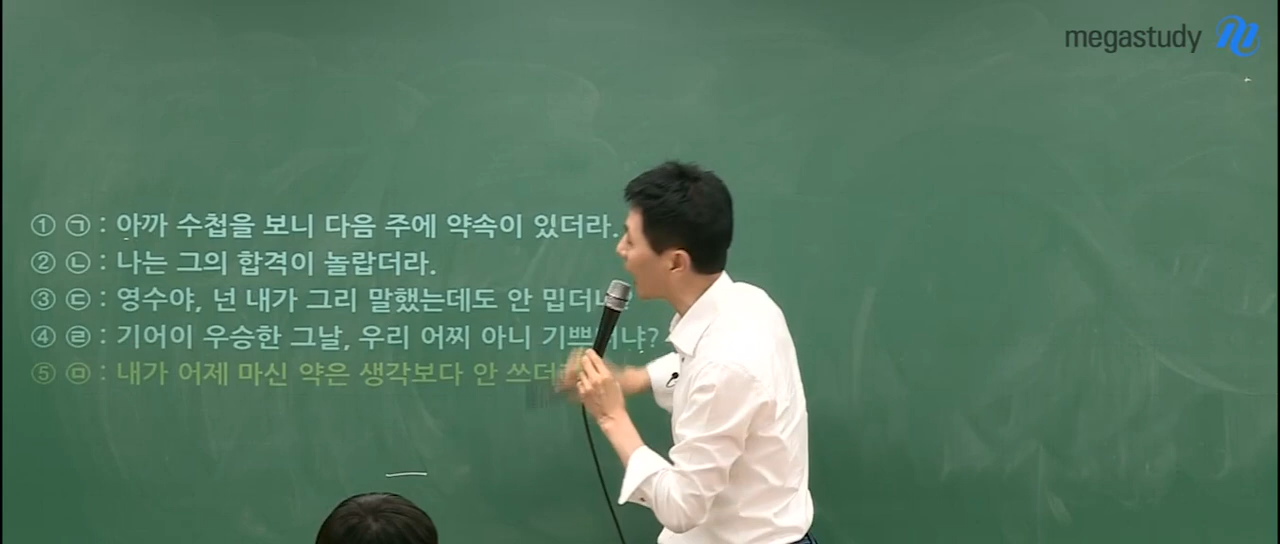 megastudy
① ㉠ : 아까 수첩을 보니 다음 주에 약속이 있더라.
② ㉡ : 나는 그의 합격이 놀랍더라.
③ ㉢ : 영수야, 넌 내가 그리 말했는데도 안 밉더냐?
④ ㉣ : 기어이 우승한 그날, 우리 어찌 아니 기쁘더냐?
⑤ ㉤ : 내가 어제 마신 약은 생각보다 안